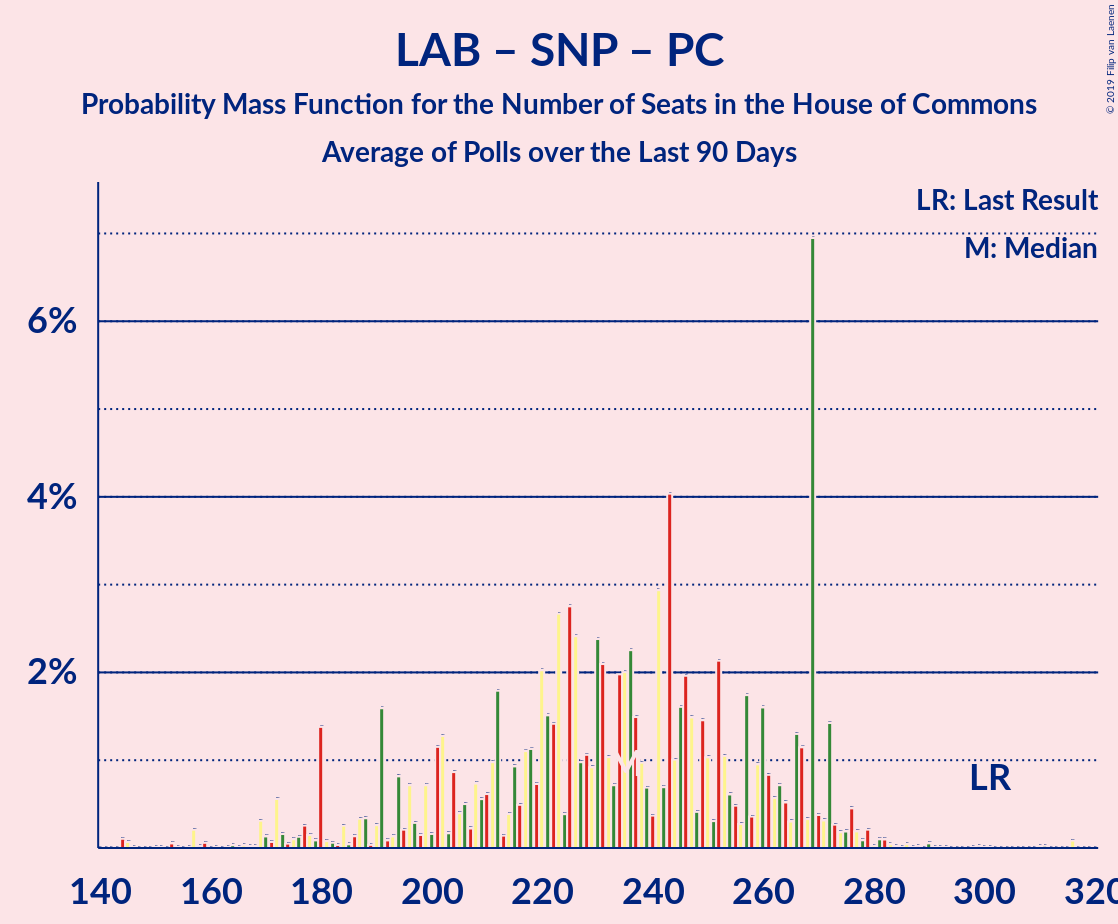 LAB – SNP – PC
Probability Mass Function for the Number of Seats in the House of Commons
Average of Polls over the Last 90 Days
© 2019 Filip van Laenen
LR: Last Result
M: Median
6%
4%
2%
M
LR
140 160 180 200 220 240 260 280 300 320